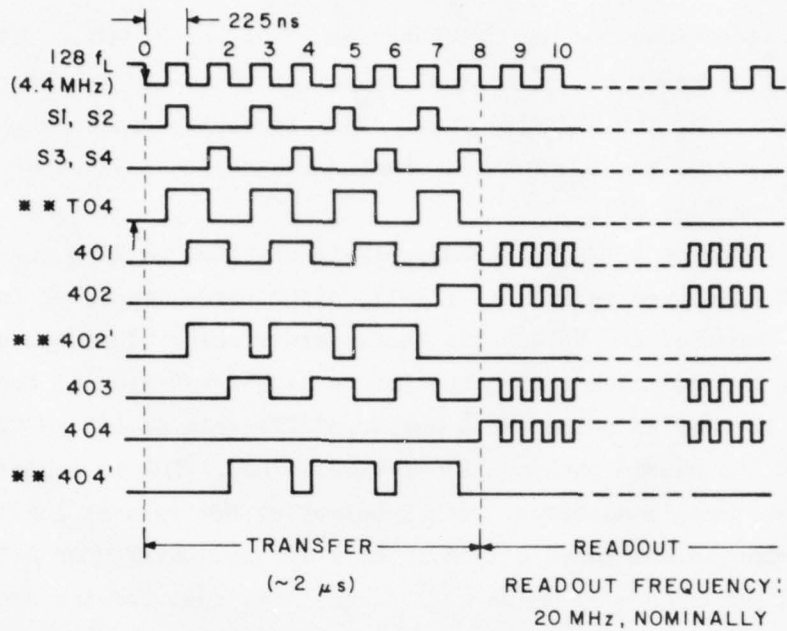 225 ns
0 2 3 4 5 6 7 8 9 10
128 fL
(4.4 MHz)
S1, S2
S3, S4
** T04
401
402
** 402'
403
404
** 404'
TRANSFER READOUT
(~2 μs) READOUT FREQUENCY:
20 MHz, NOMINALLY